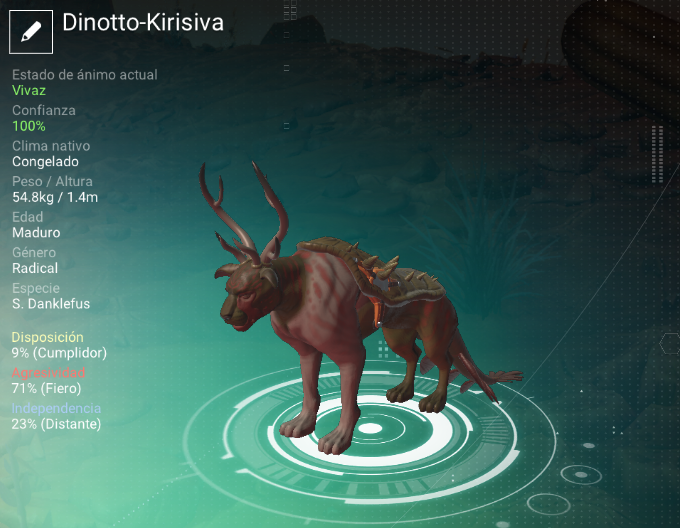 Dinotto-Kirisiva
Estado de ánimo actual
Vivaz
Confianza
100%
Clima nativo
Congelado
Peso / Altura
54.8kg / 1.4m
Edad
Maduro
Género
Radical
Especie
S. Danklefus
Disposición
9% (Cumplidor)
Agresividad
71% (Fiero)
Independencia
23% (Distante)